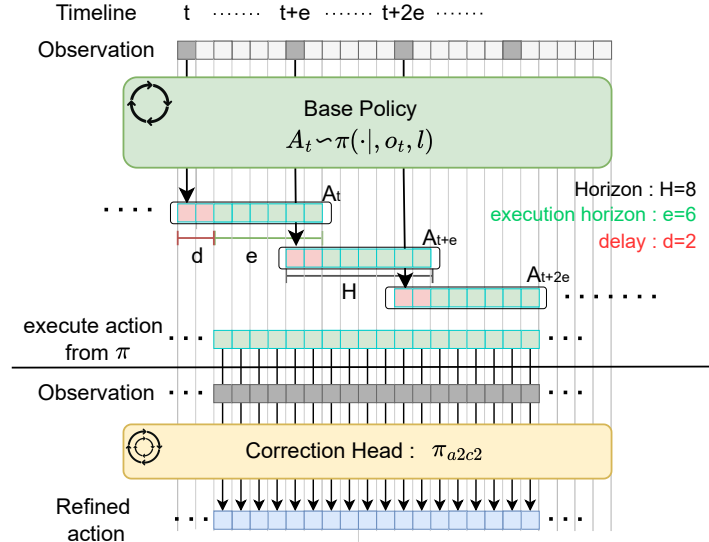 Timeline t ······· t+e ······· t+2e ·······
Observation
Base Policy
A_t ∽ π(·|, o_t, l)
Horizon : H=8
execution horizon : e=6
delay : d=2
A_t
A_{t+e}
A_{t+2e}
d
e
H
execute action
from π
Observation
Correction Head : π_{a2c2}
Refined
action